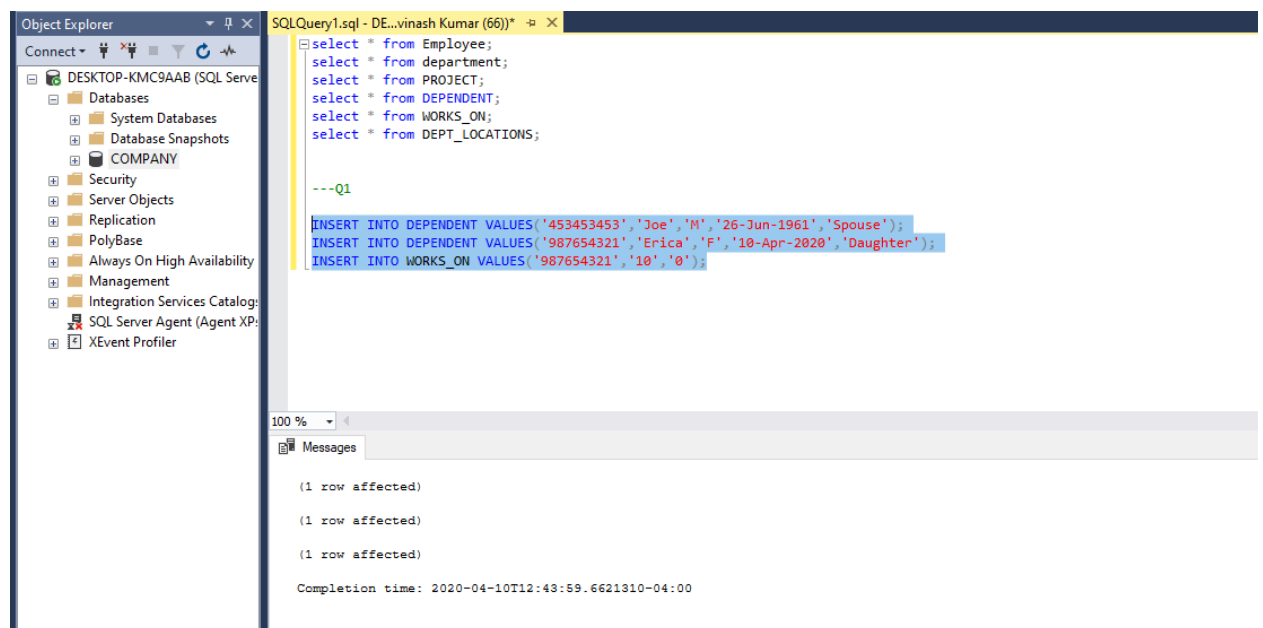 Object Explorer
Connect
DESKTOP-KMC9AAB (SQL Serve
Databases
System Databases
Database Snapshots
COMPANY
Security
Server Objects
Replication
PolyBase
Always On High Availability
Management
Integration Services Catalog
SQL Server Agent (Agent XP
XEvent Profiler
SQLQuery1.sql - DE...vinash Kumar (66))*
select * from Employee;
select * from department;
select * from PROJECT;
select * from DEPENDENT;
select * from WORKS_ON;
select * from DEPT_LOCATIONS;
---Q1
INSERT INTO DEPENDENT VALUES('453453453','Joe','M','26-Jun-1961','Spouse');
INSERT INTO DEPENDENT VALUES('987654321','Erica','F','10-Apr-2020','Daughter');
INSERT INTO WORKS_ON VALUES('987654321','10','0');
100 %
Messages
(1 row affected)
(1 row affected)
(1 row affected)
Completion time: 2020-04-10T12:43:59.6621310-04:00